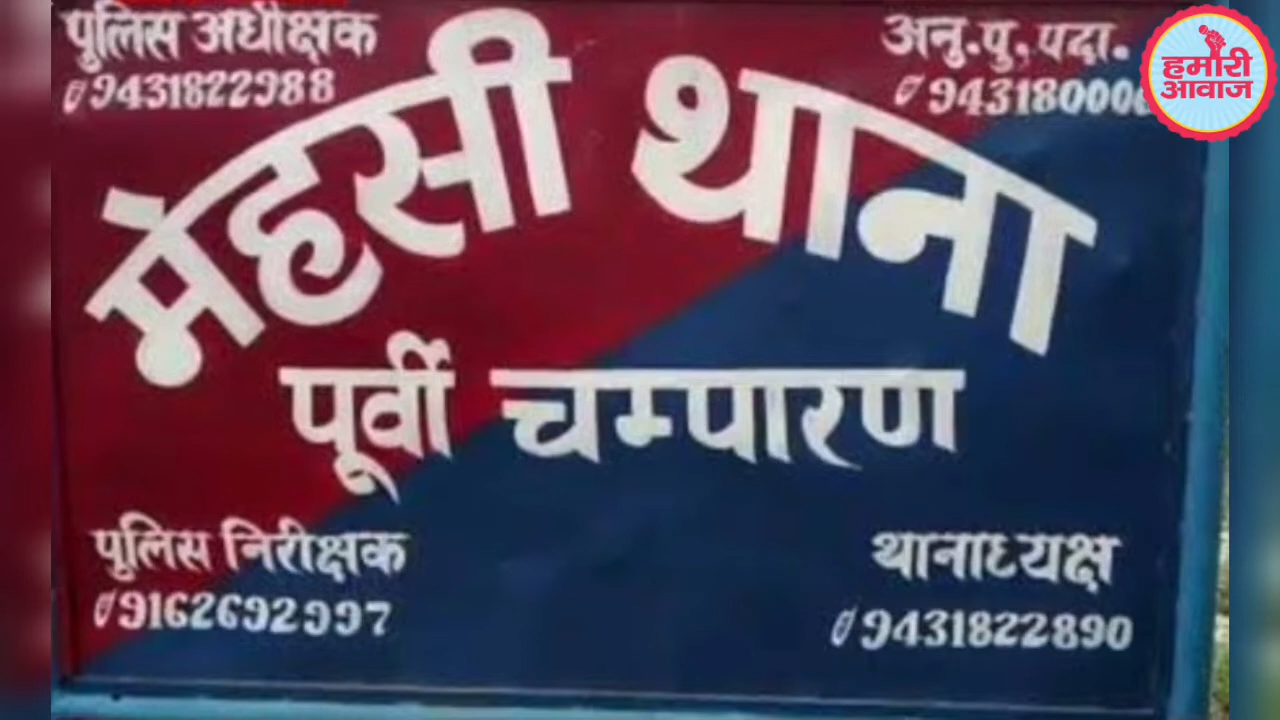 पुलिस अधीक्षक
9431822988
अनु.पु.पदा.
मेहसी थाना
पूर्वी चम्पारण
पुलिस निरीक्षक
9162692997
थानाध्यक्ष
9431822890
हमारी
आवाज